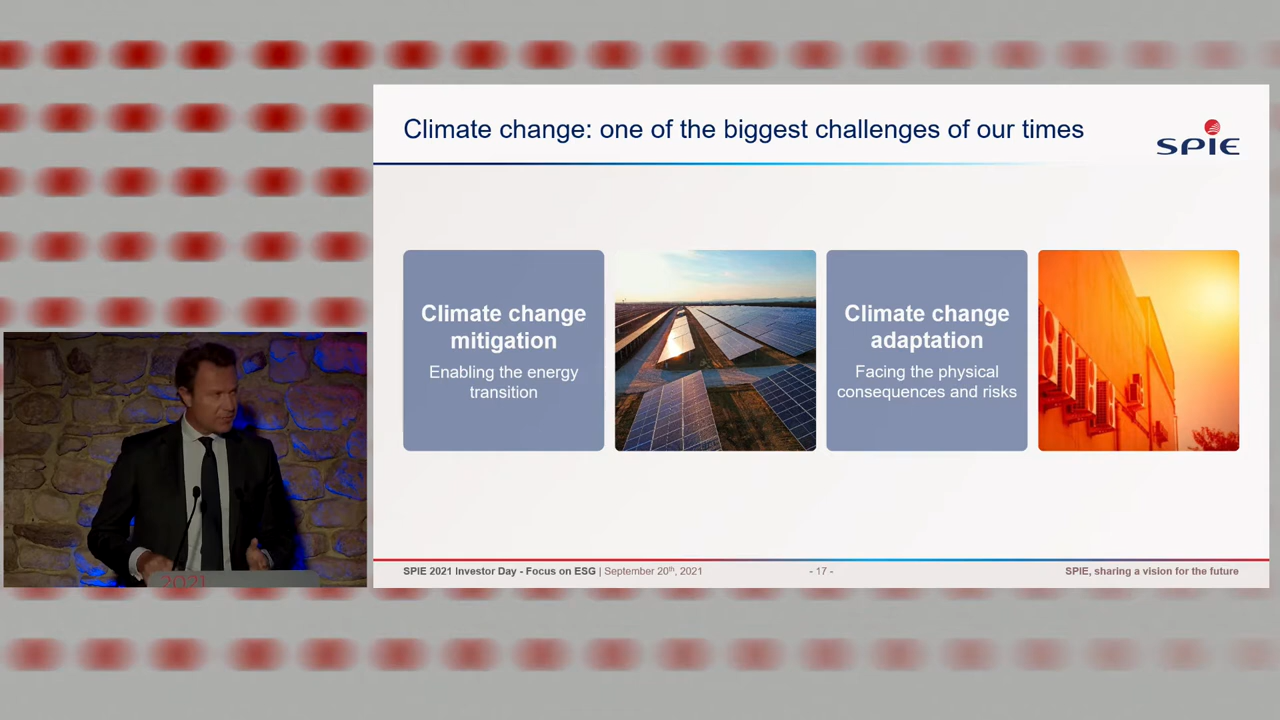 Climate change: one of the biggest challenges of our times
SPIE
Climate change
mitigation
Enabling the energy
transition
Climate change
adaptation
Facing the physical
consequences and risks
2021
SPIE 2021 Investor Day - Focus on ESG | September 20th, 2021
- 17 -
SPIE, sharing a vision for the future